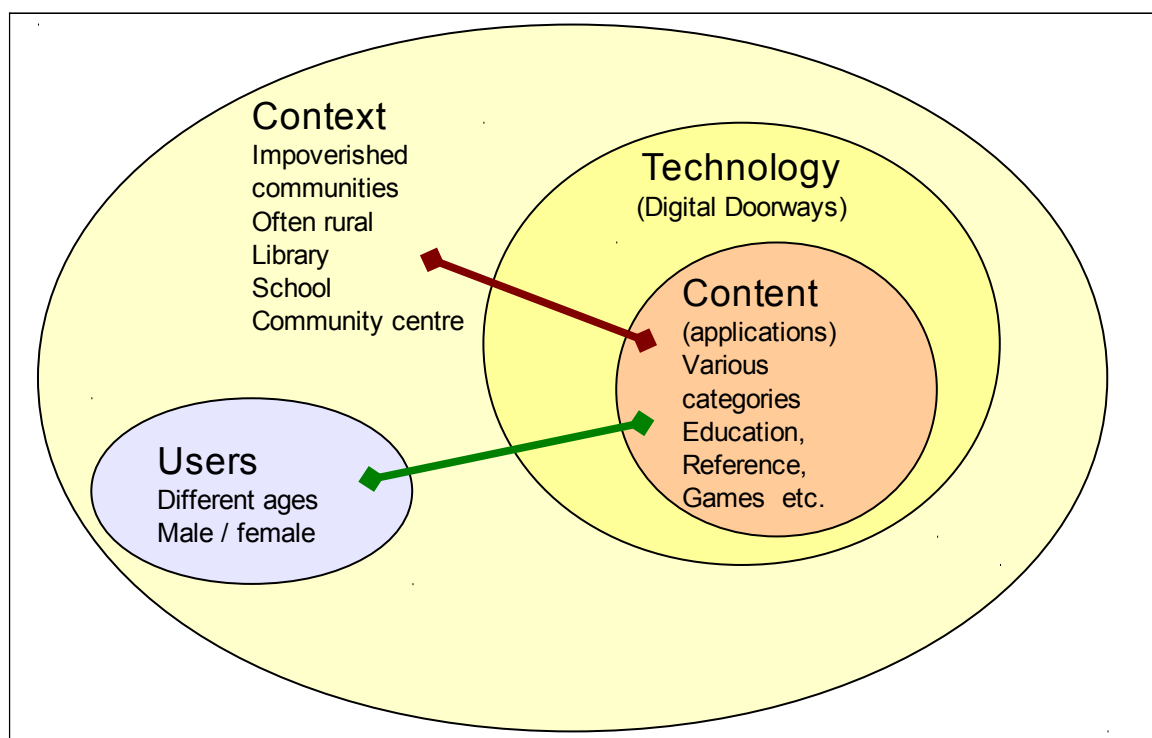 Context
Impoverished
communities
Often rural
Library
School
Community centre
Technology
(Digital Doorways)
Content
(applications)
Various
categories
Education,
Reference,
Games etc.
Users
Different ages
Male / female